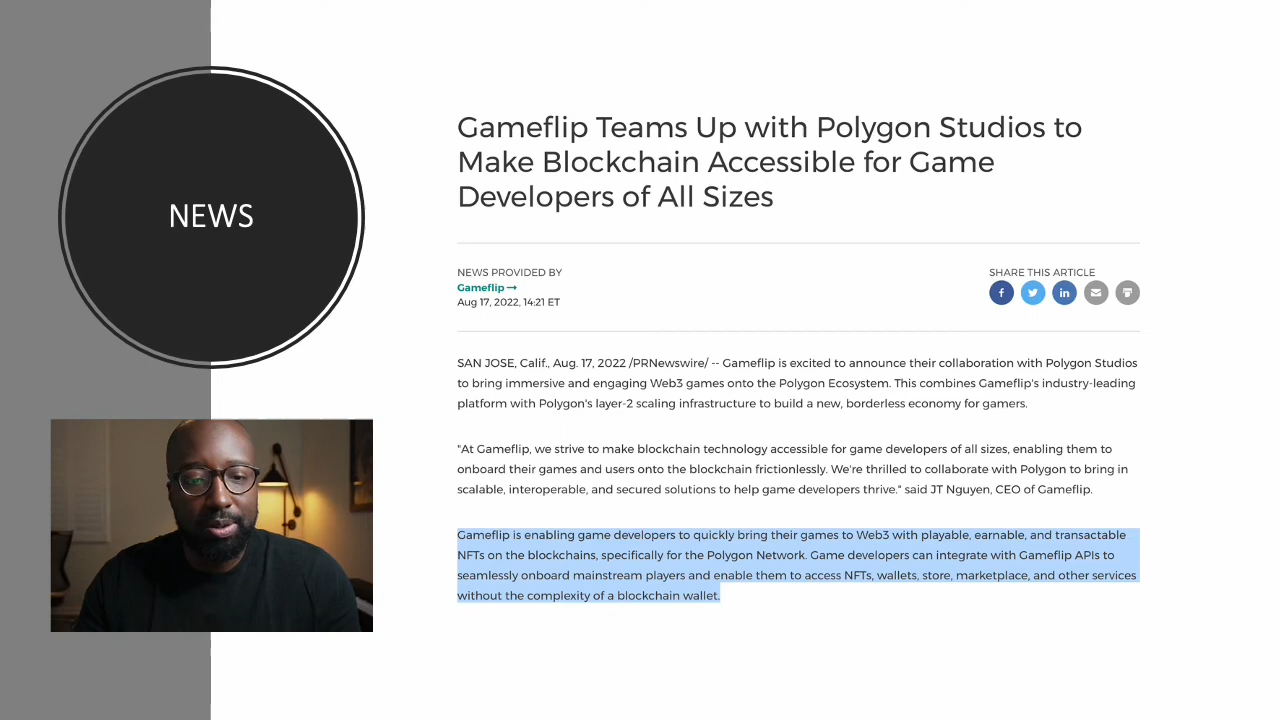 NEWS
Gameflip Teams Up with Polygon Studios to
Make Blockchain Accessible for Game
Developers of All Sizes
NEWS PROVIDED BY
Gameflip →
Aug 17, 2022, 14:21 ET
SHARE THIS ARTICLE
SAN JOSE, Calif., Aug. 17, 2022 /PRNewswire/ -- Gameflip is excited to announce their collaboration with Polygon Studios
to bring immersive and engaging Web3 games onto the Polygon Ecosystem. This combines Gameflip's industry-leading
platform with Polygon's layer-2 scaling infrastructure to build a new, borderless economy for gamers.
"At Gameflip, we strive to make blockchain technology accessible for game developers of all sizes, enabling them to
onboard their games and users onto the blockchain frictionlessly. We're thrilled to collaborate with Polygon to bring in
scalable, interoperable, and secured solutions to help game developers thrive." said JT Nguyen, CEO of Gameflip.
Gameflip is enabling game developers to quickly bring their games to Web3 with playable, earnable, and transactable
NFTs on the blockchains, specifically for the Polygon Network. Game developers can integrate with Gameflip APIs to
seamlessly onboard mainstream players and enable them to access NFTs, wallets, store, marketplace, and other services
without the complexity of a blockchain wallet.